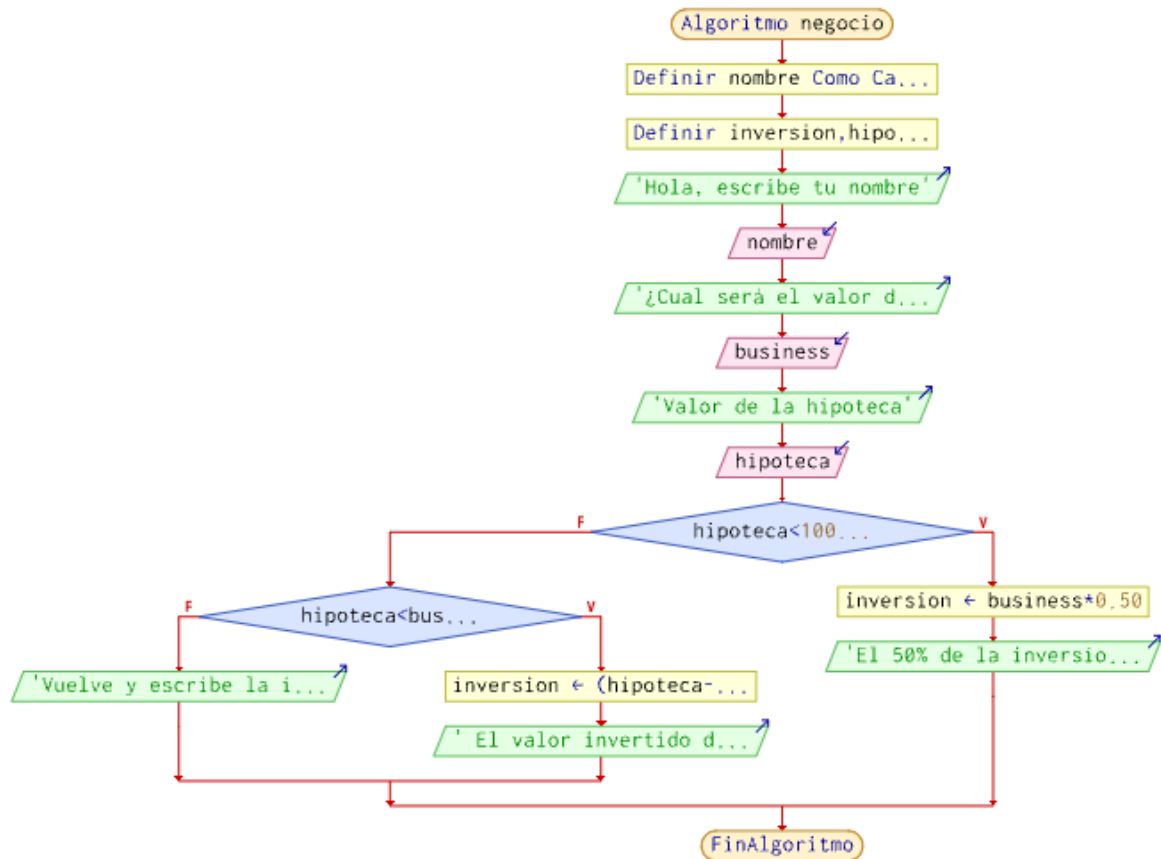 Algoritmo negocio
Definir nombre Como Ca...
Definir inversion,hipo...
'Hola, escribe tu nombre'
nombre
'¿Cual será el valor d...
business
'Valor de la hipoteca'
hipoteca
F
hipoteca<100...
V
F
hipoteca<bus...
V
inversion ← business*0.50
'El 50% de la inversio...
'Vuelve y escribe la i...
inversion ← (hipoteca-...
' El valor invertido d...
FinAlgoritmo